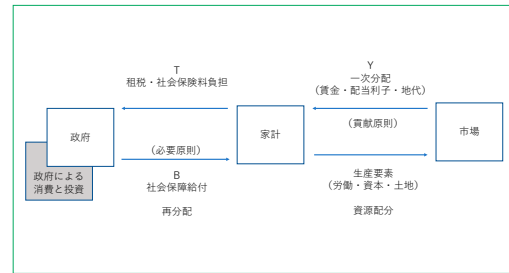 T
租税・社会保険料負担
Y
一次分配
(賃金・配当利子・地代)
政府
(必要原則)
家計
(貢献原則)
市場
政府による
消費と投資
B
社会保障給付
再分配
生産要素
(労働・資本・土地)
資源配分